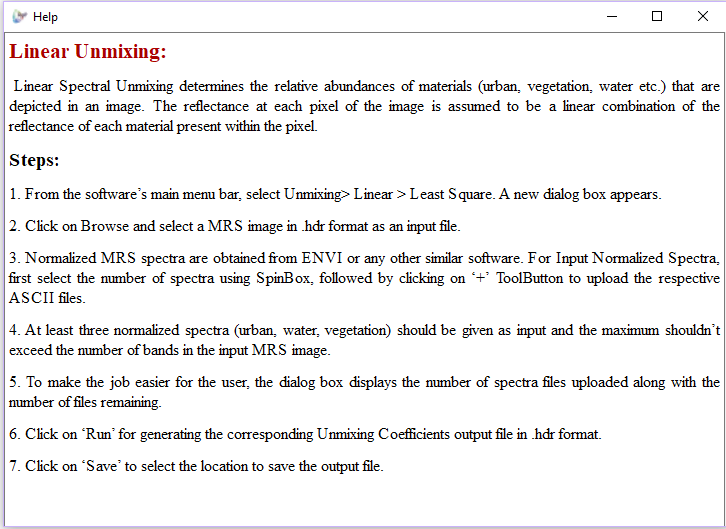 Help
Linear Unmixing:
Linear Spectral Unmixing determines the relative abundances of materials (urban, vegetation, water etc.) that are
depicted in an image. The reflectance at each pixel of the image is assumed to be a linear combination of the
reflectance of each material present within the pixel.
Steps:
1. From the software’s main menu bar, select Unmixing> Linear > Least Square. A new dialog box appears.
2. Click on Browse and select a MRS image in .hdr format as an input file.
3. Normalized MRS spectra are obtained from ENVI or any other similar software. For Input Normalized Spectra,
first select the number of spectra using SpinBox, followed by clicking on ‘+’ ToolButton to upload the respective
ASCII files.
4. At least three normalized spectra (urban, water, vegetation) should be given as input and the maximum shouldn’t
exceed the number of bands in the input MRS image.
5. To make the job easier for the user, the dialog box displays the number of spectra files uploaded along with the
number of files remaining.
6. Click on ‘Run’ for generating the corresponding Unmixing Coefficients output file in .hdr format.
7. Click on ‘Save’ to select the location to save the output file.